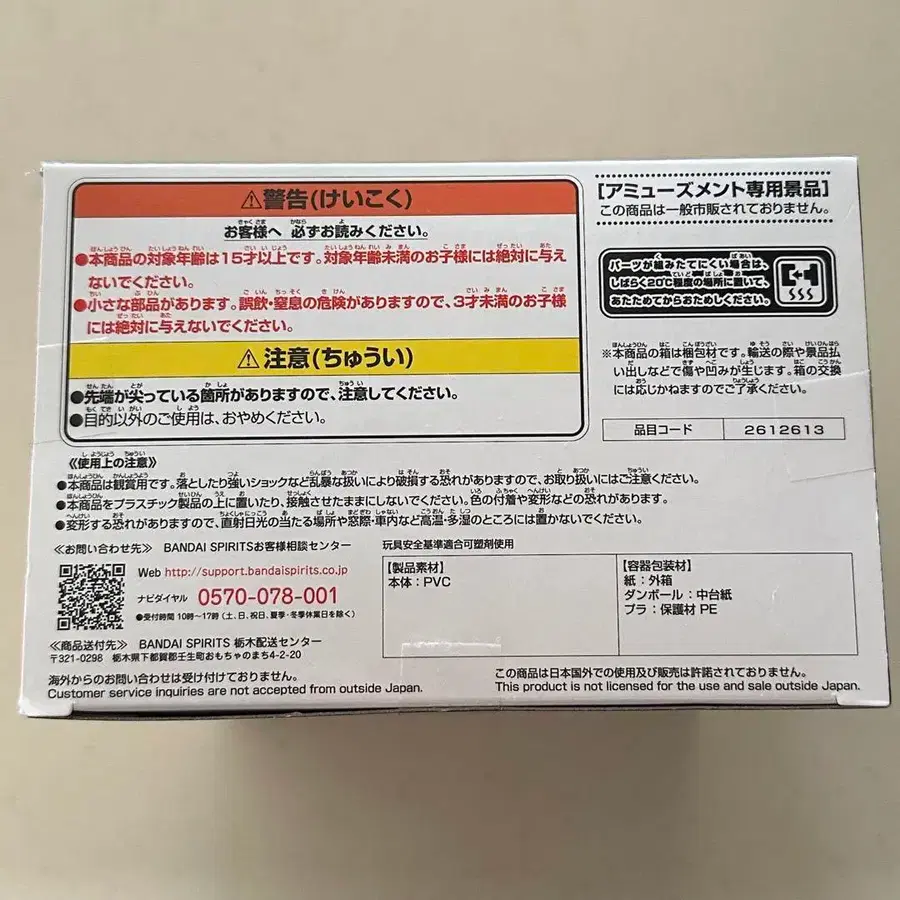 ⚠警告(けいこく)
お客様へ 必ずお読みください。
●本商品の対象年齢は15才以上です。対象年齢未満のお子様には絶対に与え
ないでください。
●小さな部品があります。誤飲・窒息の危険がありますので、3才未満のお子様
には絶対に与えないでください。
⚠注意(ちゅうい)
●先端が尖っている箇所がありますので、注意してください。
●目的以外のご使用は、おやめください。
[アミューズメント専用景品]
この商品は一般市販されておりません。
パーツが組みたてにくい場合は、
しばらく20℃程度の場所に置いて、
あたためてからおためしください。
※本商品の箱は梱包材です。輸送の際や景品払
い出しなどで傷や凹みが生じます。箱の交換
には応じかねますのでご了承ください。
品目コード 2612613
《使用上の注意》
●本商品は観賞用です。落としたり強いショックなど乱暴な扱いにより破損する恐れがありますので、お取り扱いにはご注意ください。
●本商品をプラスチック製品の上に置いたり、接触させたままにしないでください。色の付着や変形などの恐れがあります。
●変形する恐れがありますので、直射日光の当たる場所や窓際・車内など高温・多湿のところには置かないでください。
≪お問い合わせ先≫ BANDAI SPIRITSお客様相談センター
Web http://support.bandaispirits.co.jp
ナビダイヤル 0570-078-001
●受付時間 10時~17時(土、日、祝日、夏季・冬季休業日を除く)
≪商品送付先≫ BANDAI SPIRITS 栃木配送センター
〒321-0298 栃木県下都賀郡壬生町おもちゃのまち4-2-20
海外からのお問い合わせは受け付けておりません。
Customer service inquiries are not accepted from outside Japan.
玩具安全基準適合可塑剤使用
【製品素材】
本体:PVC
【容器包装材】
紙:外箱
ダンボール:中台紙
プラ:保護材 PE
この商品は日本国外での使用及び販売は許諾されておりません。
This product is not licensed for the use and sale outside Japan.